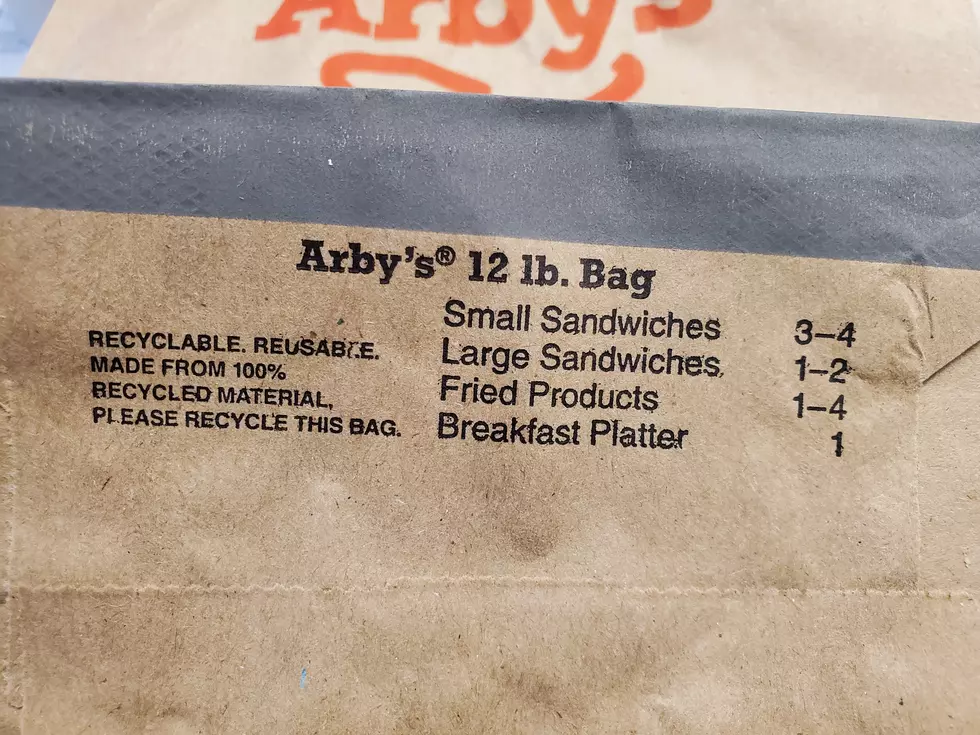 Arby's
Arby's® 12 lb. Bag
RECYCLABLE. REUSABLE.
MADE FROM 100%
RECYCLED MATERIAL,
PLEASE RECYCLE THIS BAG.
Small Sandwiches 3–4
Large Sandwiches 1–2
Fried Products 1–4
Breakfast Platter 1